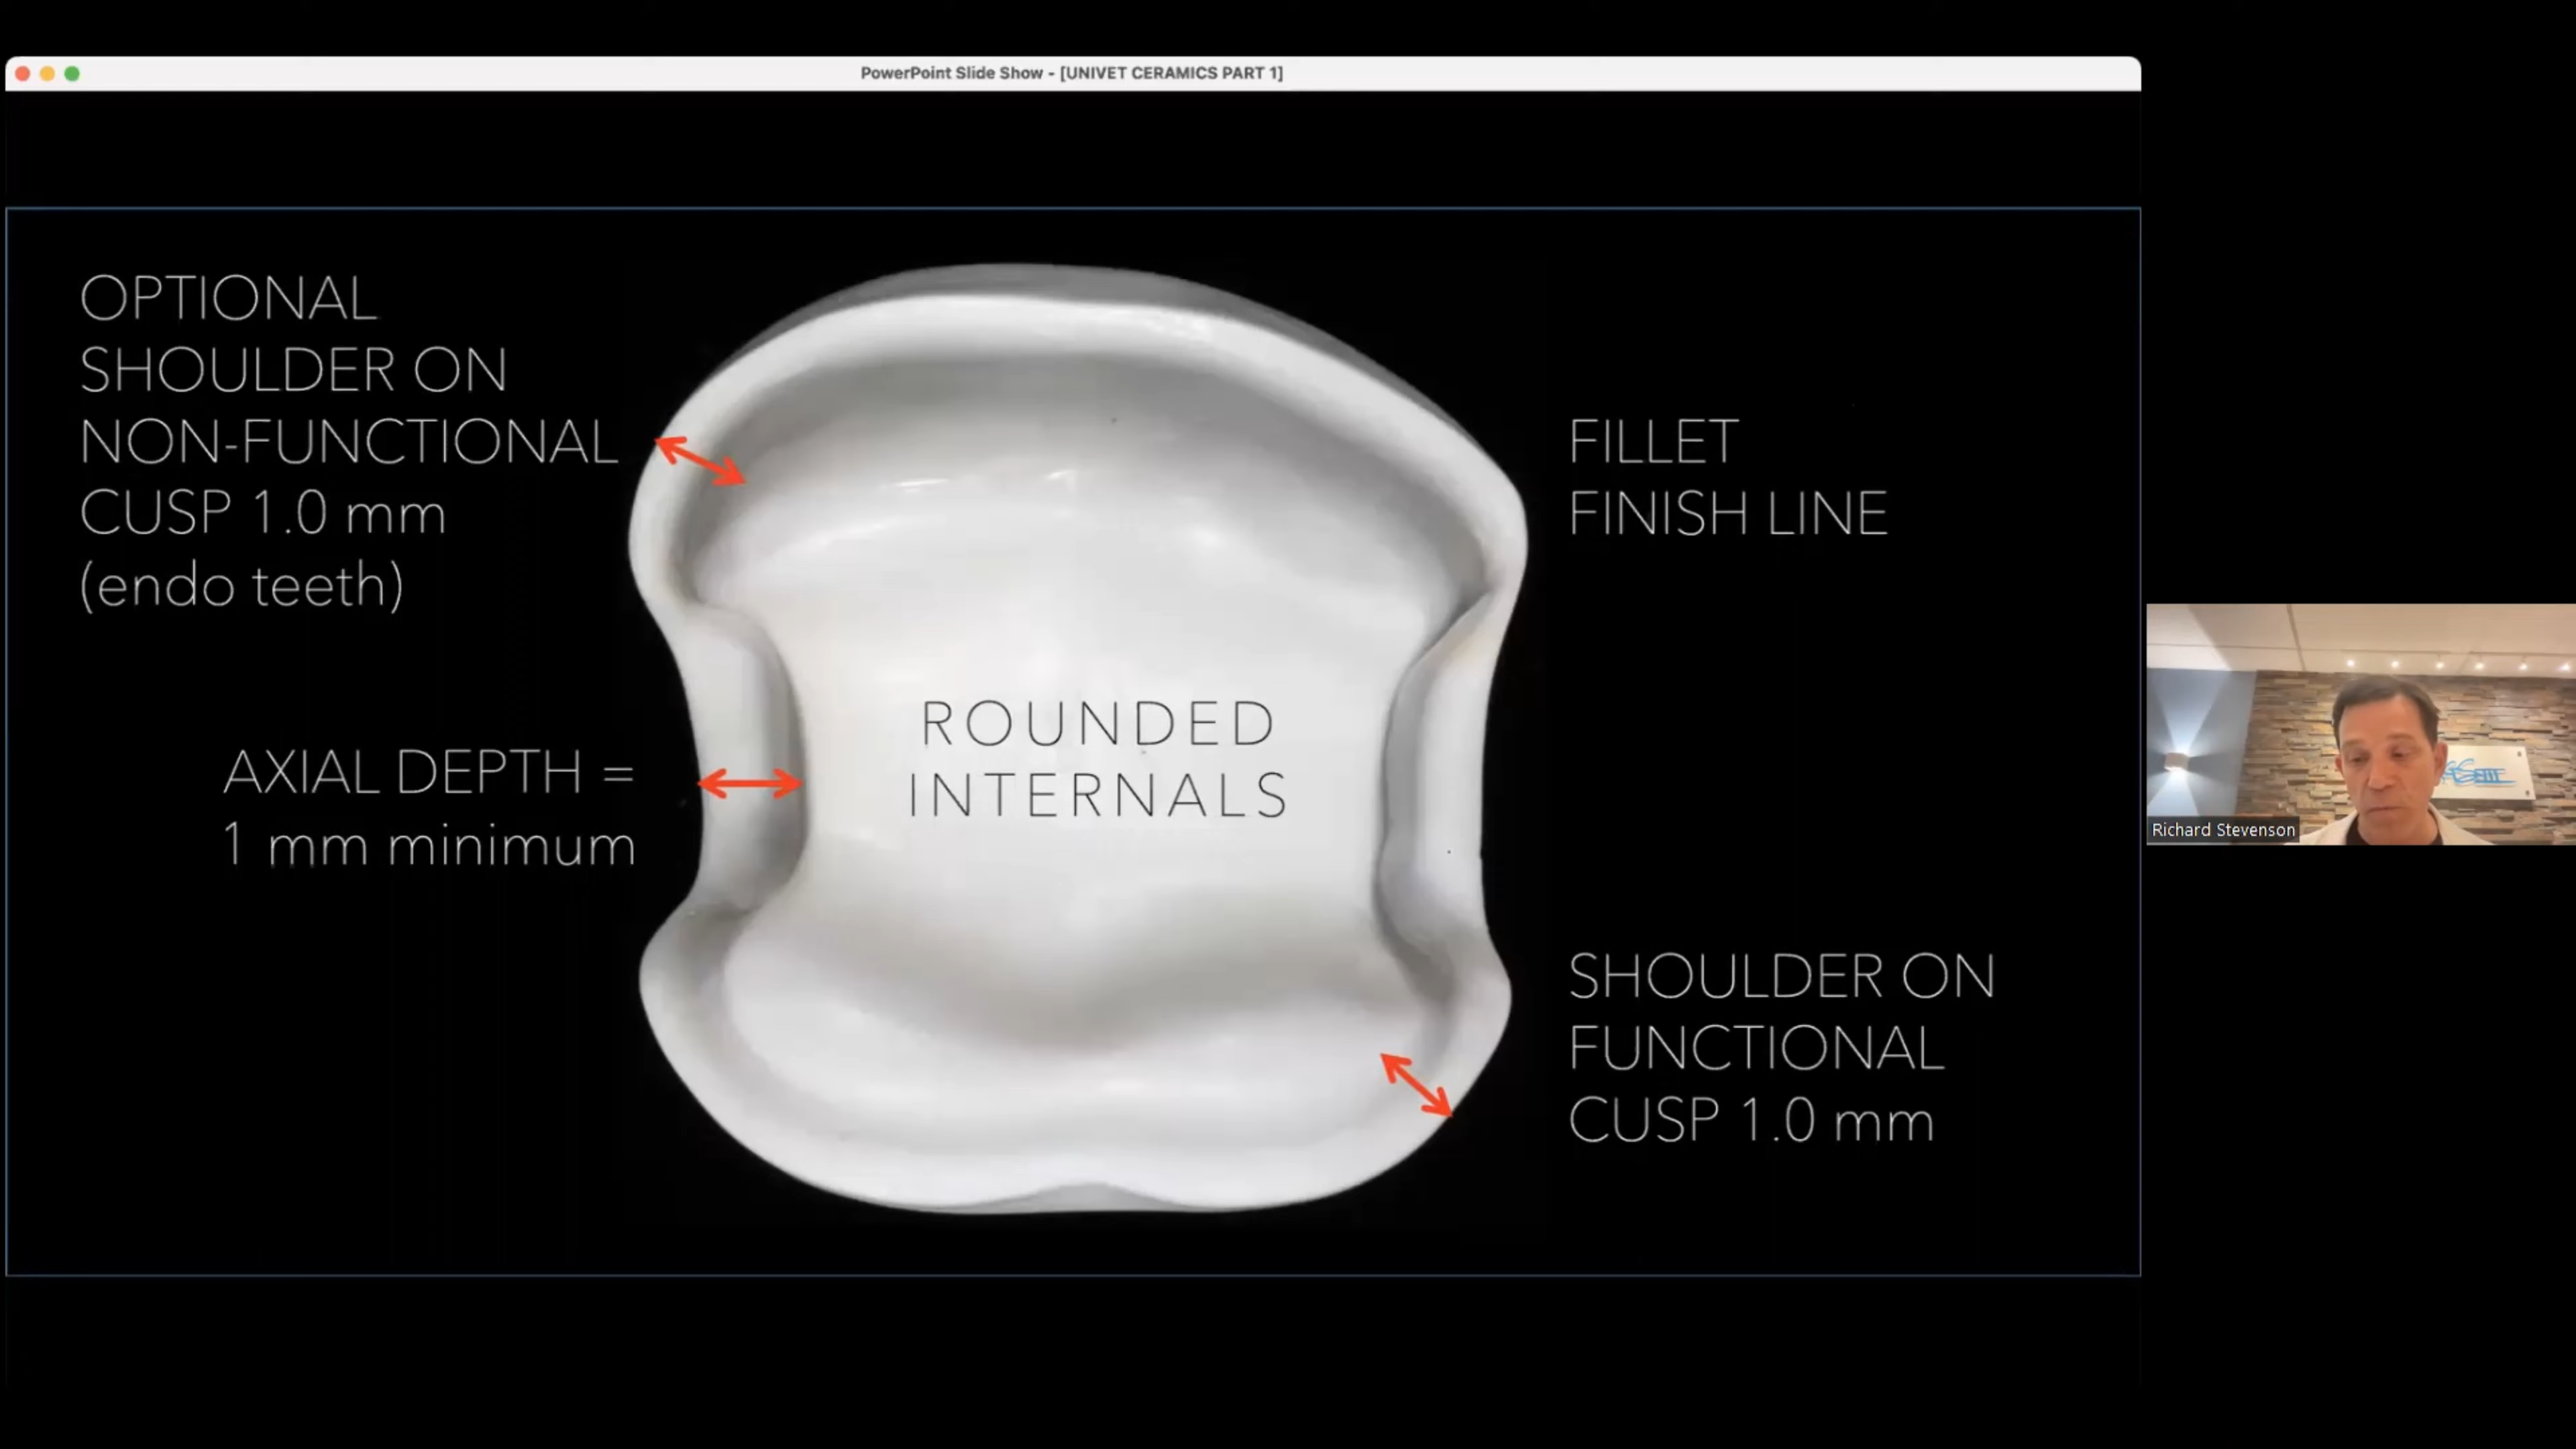 PowerPoint Slide Show - [UNIVET CERAMICS PART 1]
OPTIONAL
SHOULDER ON
NON-FUNCTIONAL
CUSP 1.0 mm
(endo teeth)
AXIAL DEPTH =
1 mm minimum
ROUNDED
INTERNALS
FILLET
FINISH LINE
SHOULDER ON
FUNCTIONAL
CUSP 1.0 mm
Richard Stevenson